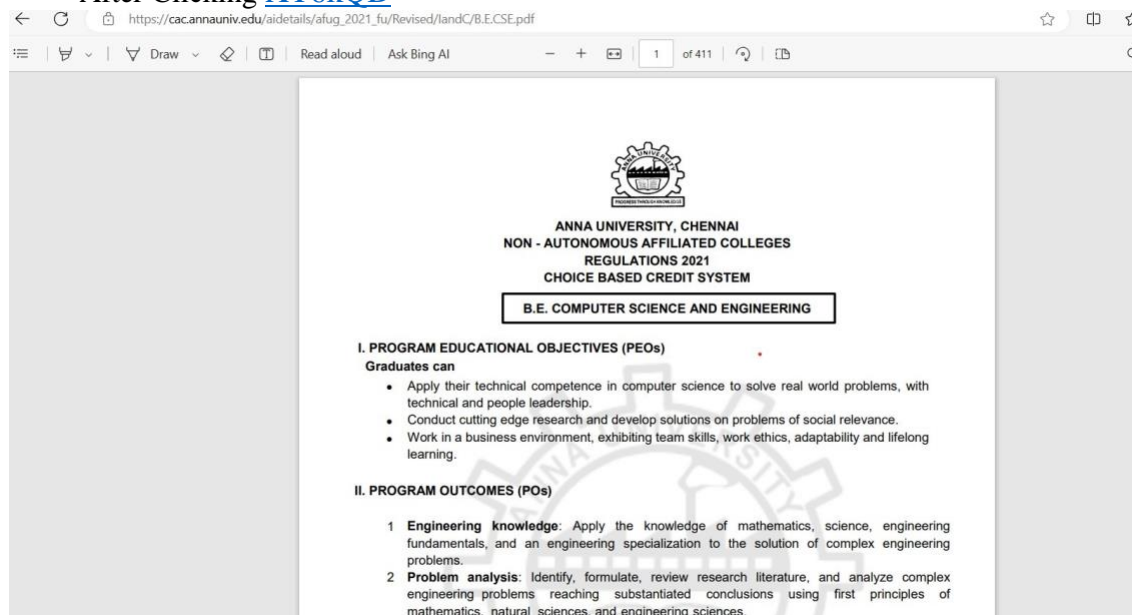 After Clicking
https://cac.annauniv.edu/aidetails/afug_2021_fu/Revised/IandC/B.E.CSE.pdf
Draw Read aloud Ask Bing AI 1 of 411
ANNA UNIVERSITY
PROGRESS THROUGH KNOWLEDGE
ANNA UNIVERSITY, CHENNAI
NON - AUTONOMOUS AFFILIATED COLLEGES
REGULATIONS 2021
CHOICE BASED CREDIT SYSTEM
B.E. COMPUTER SCIENCE AND ENGINEERING
I. PROGRAM EDUCATIONAL OBJECTIVES (PEOs)
Graduates can
• Apply their technical competence in computer science to solve real world problems, with
technical and people leadership.
• Conduct cutting edge research and develop solutions on problems of social relevance.
• Work in a business environment, exhibiting team skills, work ethics, adaptability and lifelong
learning.
II. PROGRAM OUTCOMES (POs)
1 Engineering knowledge: Apply the knowledge of mathematics, science, engineering
fundamentals, and an engineering specialization to the solution of complex engineering
problems.
2 Problem analysis: Identify, formulate, review research literature, and analyze complex
engineering problems reaching substantiated conclusions using first principles of
mathematics, natural sciences, and engineering sciences.